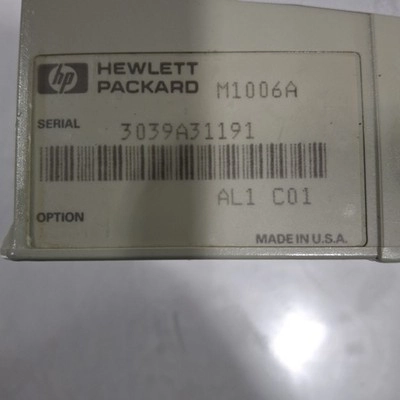 hp HEWLETT
PACKARD M1006A
SERIAL 3039A31191
AL1 C01
OPTION
MADE IN U.S.A.